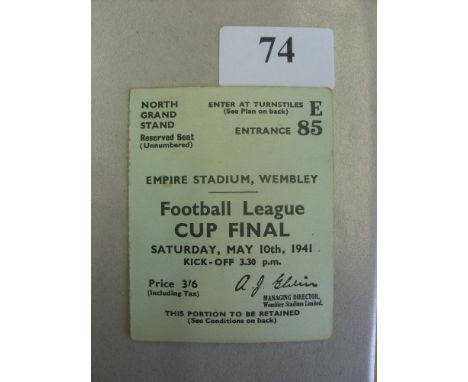 74
NORTH
GRAND
STAND
Reserved Seat
(Unnumbered)
ENTER AT TURNSTILES E
(See Plan on back)
ENTRANCE 85
EMPIRE STADIUM, WEMBLEY
Football League
CUP FINAL
SATURDAY, MAY 10th, 1941
KICK-OFF 3.30 p.m.
Price 3/6
(Including Tax)
A. J. Elvin
MANAGING DIRECTOR,
Wembley Stadium Limited.
THIS PORTION TO BE RETAINED
(See Conditions on back)